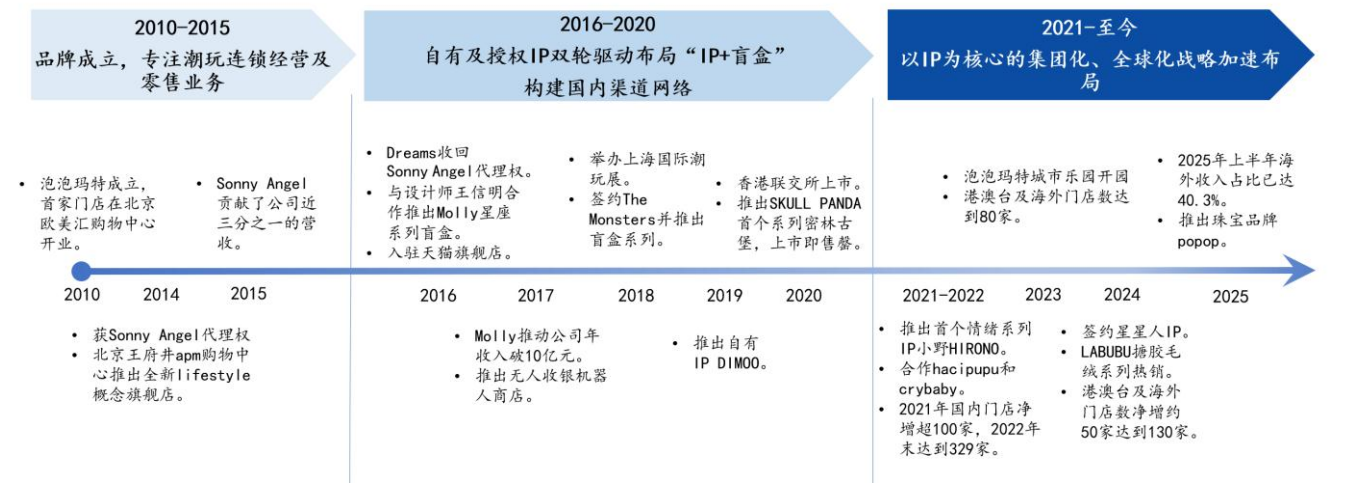 2010-2015
品牌成立，专注潮玩连锁经营及
零售业务
2016-2020
自有及授权IP双轮驱动布局“IP+盲盒”
构建国内渠道网络
2021-至今
以IP为核心的集团化、全球化战略加速布
局
• 泡泡玛特成立，
首家门店在北京
欧美汇购物中心
开业。
• Sonny Angel
贡献了公司近
三分之一的营
收。
• Dreams收回
Sonny Angel代理权。
• 与设计师王信明合
作推出Molly星座
系列盲盒。
• 入驻天猫旗舰店。
• 举办上海国际潮
玩展。
• 签约The
Monsters并推出
盲盒系列。
• 香港联交所上市。
• 推出SKULL PANDA
首个系列密林古
堡，上市即售罄。
• 泡泡玛特城市乐园开园
• 港澳台及海外门店数达
到80家。
• 2025年上半年海
外收入占比已达
40.3%。
• 推出珠宝品牌
popop。
2010
2014
2015
2016
2017
2018
2019
2020
2021-2022
2023
2024
2025
• 获Sonny Angel代理权
• 北京王府井apm购物中
心推出全新lifestyle
概念旗舰店。
• Molly推动公司年
收入破10亿元。
• 推出无人收银机器
人商店。
• 推出自有
IP DIMOO。
• 推出首个情绪系列
IP小野HIRONO。
• 合作hacipupu和
crybaby。
• 2021年国内门店净
增超100家，2022年
末达到329家。
• 签约星星人IP。
• LABUBU搪胶毛
绒系列热销。
• 港澳台及海外
门店数净增约
50家达到130家。